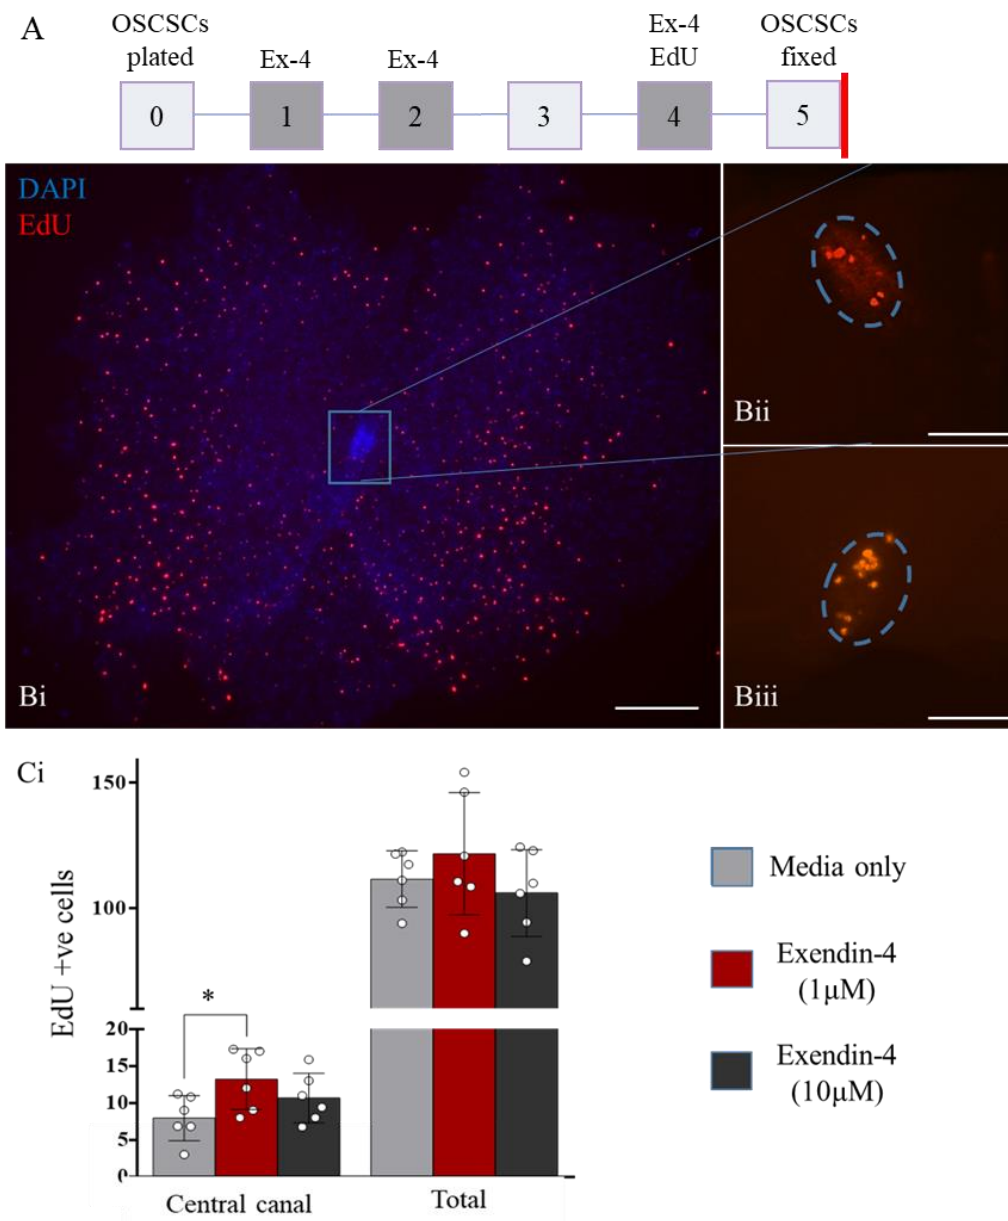 A
OSCSCs
plated
Ex-4
Ex-4
Ex-4
EdU
OSCSCs
fixed
0
1
2
3
4
5
DAPI
EdU
Bi
Bii
Biii
Ci
EdU +ve cells
150
100
20
15
10
5
0
*
Central canal
Total
Media only
Exendin-4
(1μM)
Exendin-4
(10μM)